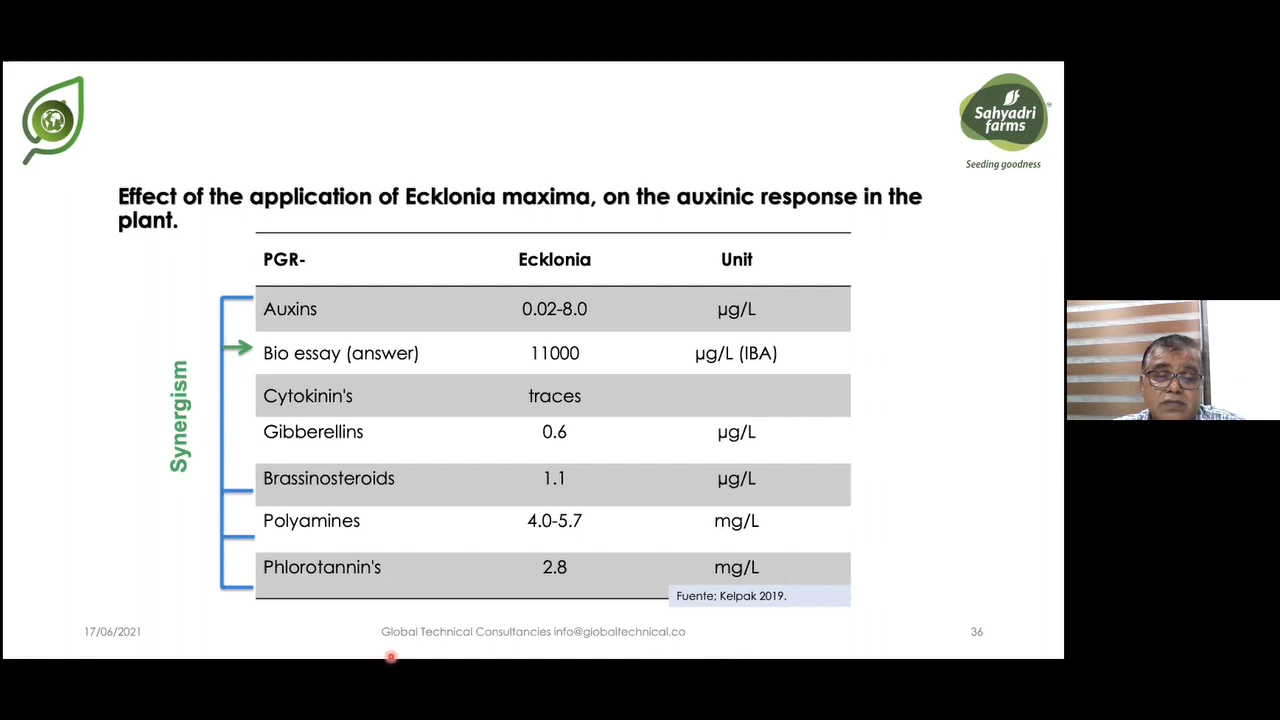 Sahyadri
farms
Seeding goodness
Effect of the application of Ecklonia maxima, on the auxinic response in the
plant.
PGR- Ecklonia Unit
Auxins 0.02-8.0 µg/L
Bio essay (answer) 11000 µg/L (IBA)
Cytokinin's traces
Gibberellins 0.6 µg/L
Brassinosteroids 1.1 µg/L
Polyamines 4.0-5.7 mg/L
Phlorotannin's 2.8 mg/L
Synergism
Fuente; Kelpak 2019.
17/06/2021 Global Technical Consultancies info@globaltechnical.co 36